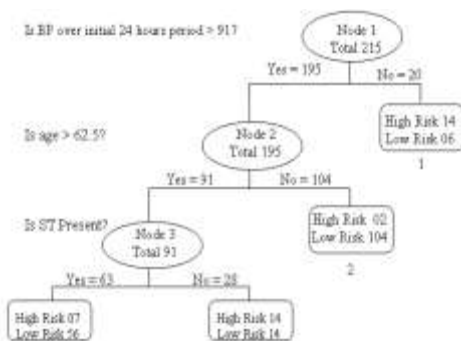 Is BP over initial 24 hours period > 91?
Node 1
Total 215
Yes = 195
No = 20
High Risk 14
Low Risk 06
1
Is age > 62.5?
Node 2
Total 195
Yes = 91
No = 104
High Risk 02
Low Risk 104
2
Is ST Present?
Node 3
Total 91
Yes = 63
No = 28
High Risk 07
Low Risk 56
High Risk 14
Low Risk 14